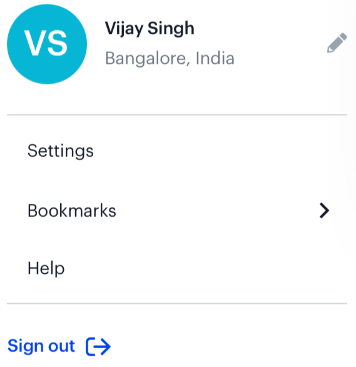 VS
Vijay Singh
Bangalore, India
Settings
Bookmarks
Help
Sign out